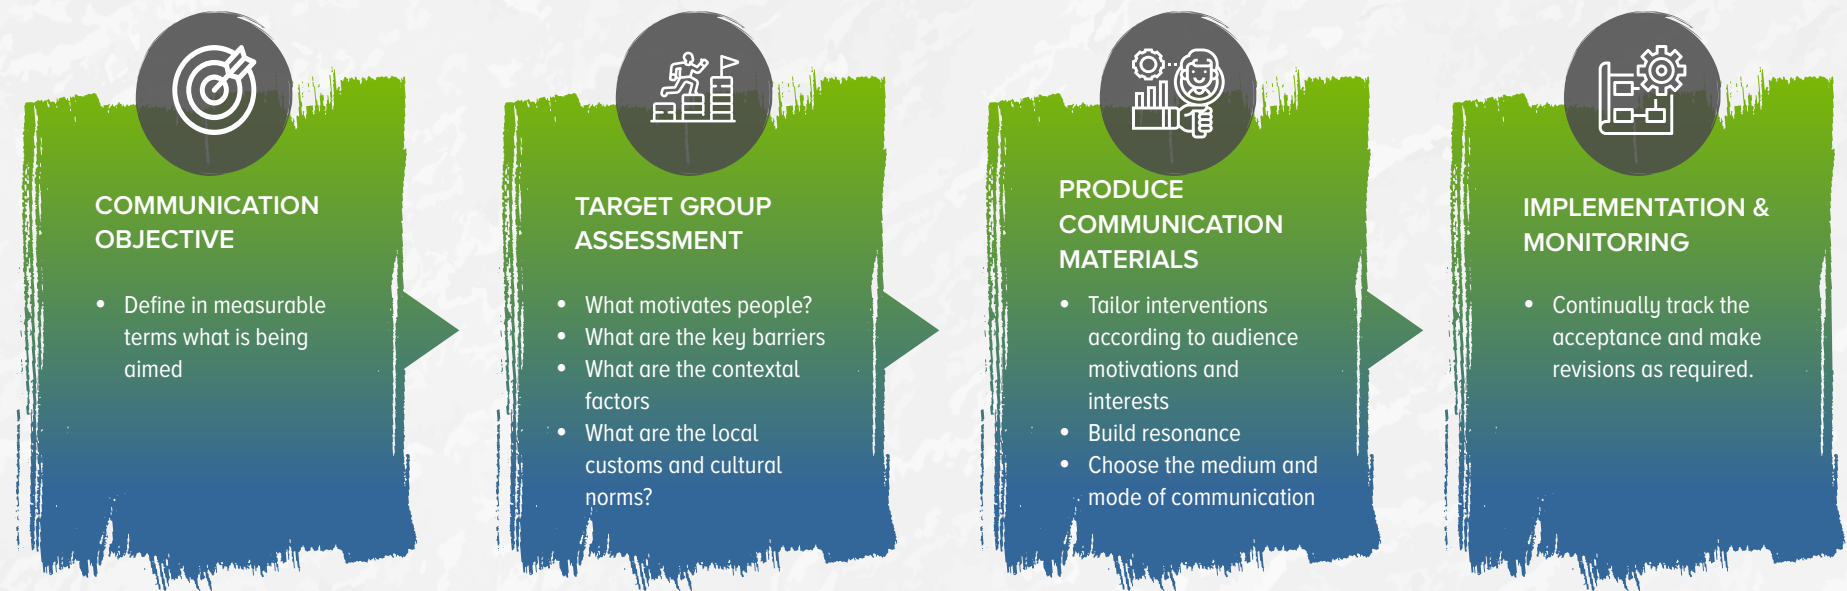 COMMUNICATION
OBJECTIVE
• Define in measurable
terms what is being
aimed
TARGET GROUP
ASSESSMENT
• What motivates people?
• What are the key barriers
• What are the contextal
factors
• What are the local
customs and cultural
norms?
PRODUCE
COMMUNICATION
MATERIALS
• Tailor interventions
according to audience
motivations and
interests
• Build resonance
• Choose the medium and
mode of communication
IMPLEMENTATION &
MONITORING
• Continually track the
acceptance and make
revisions as required.